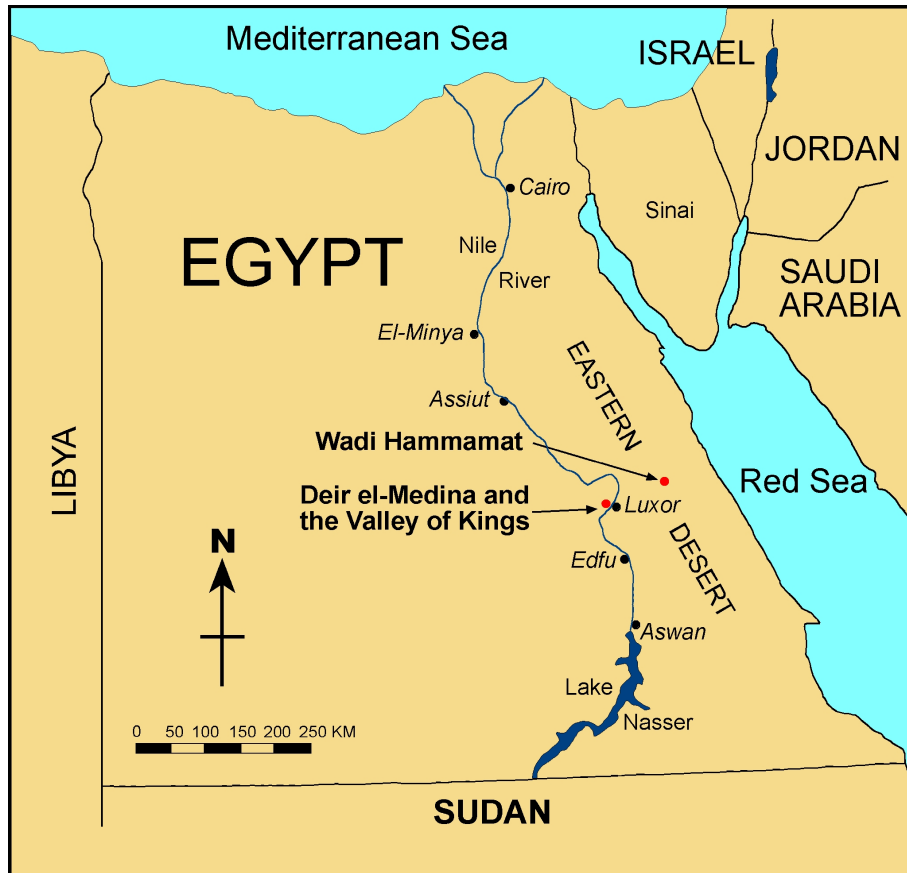 Mediterranean Sea
ISRAEL
JORDAN
Cairo
Sinai
EGYPT
Nile
River
SAUDI
ARABIA
El-Minya
EASTERN
Assiut
Wadi Hammamat
LIBYA
Red Sea
Deir el-Medina and
the Valley of Kings
Luxor
DESERT
N
Edfu
Aswan
Lake
Nasser
0 50 100 150 200 250 KM
SUDAN